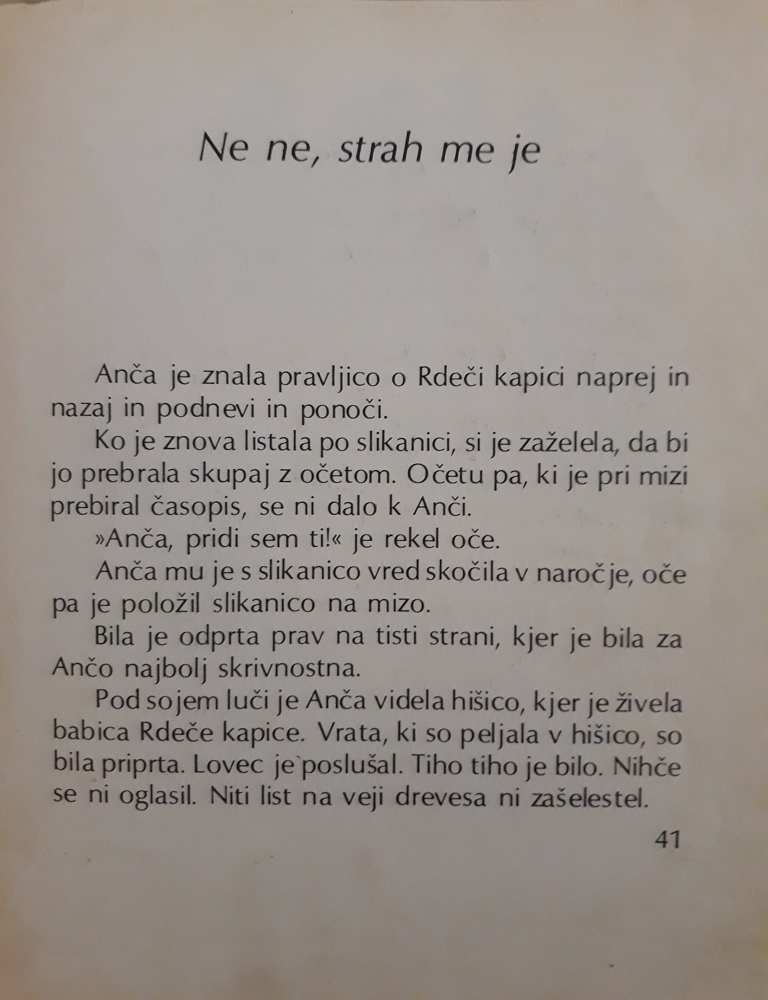 Ne ne, strah me je
Anča je znala pravljico o Rdeči kapici naprej in
nazaj in podnevi in ponoči.
Ko je znova listala po slikanici, si je zaželela, da bi
jo prebrala skupaj z očetom. Očetu pa, ki je pri mizi
prebiral časopis, se ni dalo k Anči.
»Anča, pridi sem ti!« je rekel oče.
Anča mu je s slikanico vred skočila v naročje, oče
pa je položil slikanico na mizo.
Bila je odprta prav na tisti strani, kjer je bila za
Ančo najbolj skrivnostna.
Pod sojem luči je Anča videla hišico, kjer je živela
babica Rdeče kapice. Vrata, ki so peljala v hišico, so
bila priprta. Lovec je poslušal. Tiho tiho je bilo. Nihče
se ni oglasil. Niti list na veji drevesa ni zašelestel.
41